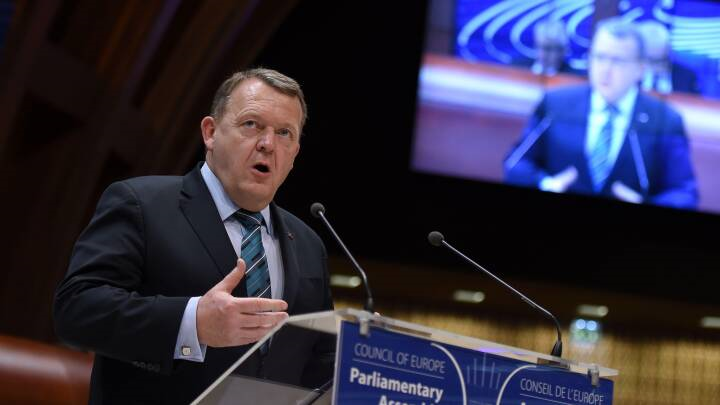 COUNCIL OF EUROPE
Parliamentary
CONSEIL DE L'EUROPE